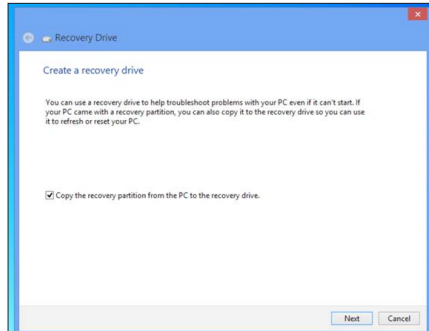 Recovery Drive
Create a recovery drive
You can use a recovery drive to help troubleshoot problems with your PC even if it can't start. If
your PC came with a recovery partition, you can also copy it to the recovery drive so you can use
it to refresh or reset your PC.
Copy the recovery partition from the PC to the recovery drive.
Next Cancel